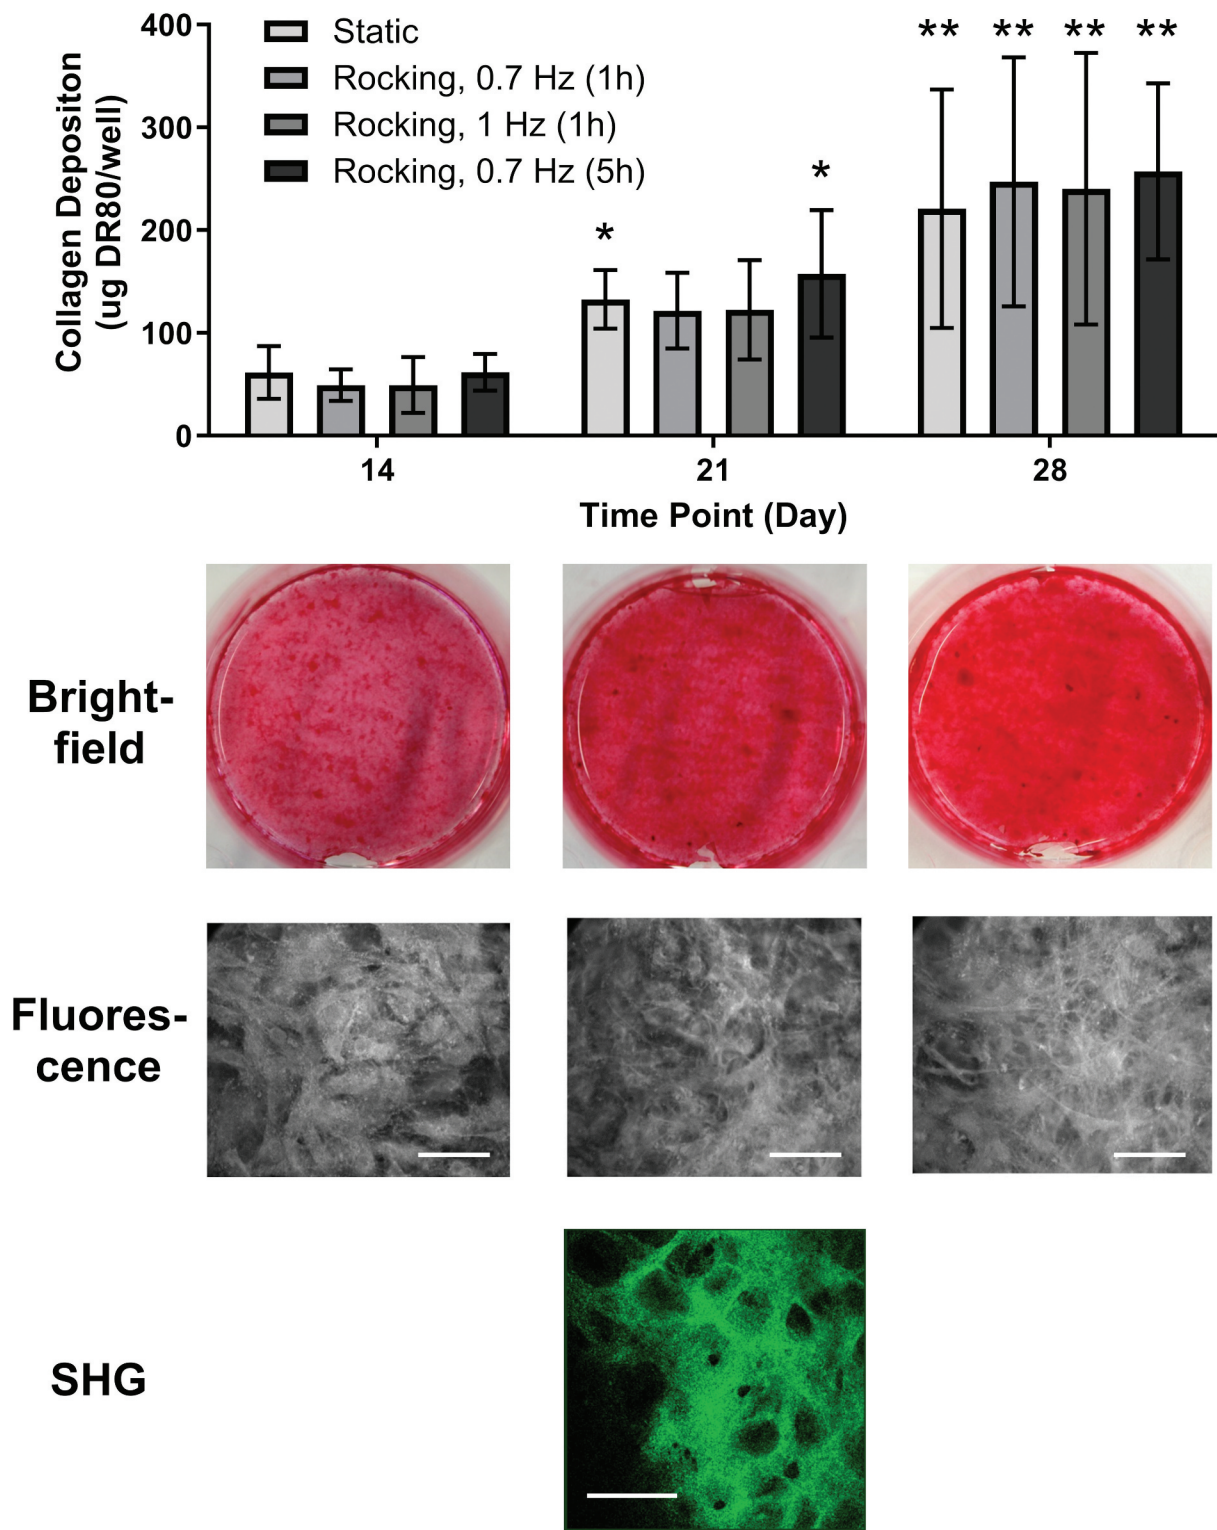 Collagen Depositon
(ug DR80/well)
400
300
200
100
0
Static
Rocking, 0.7 Hz (1h)
Rocking, 1 Hz (1h)
Rocking, 0.7 Hz (5h)
*
*
**
**
**
**
14
21
28
Time Point (Day)
Bright-
field
Fluores-
cence
SHG